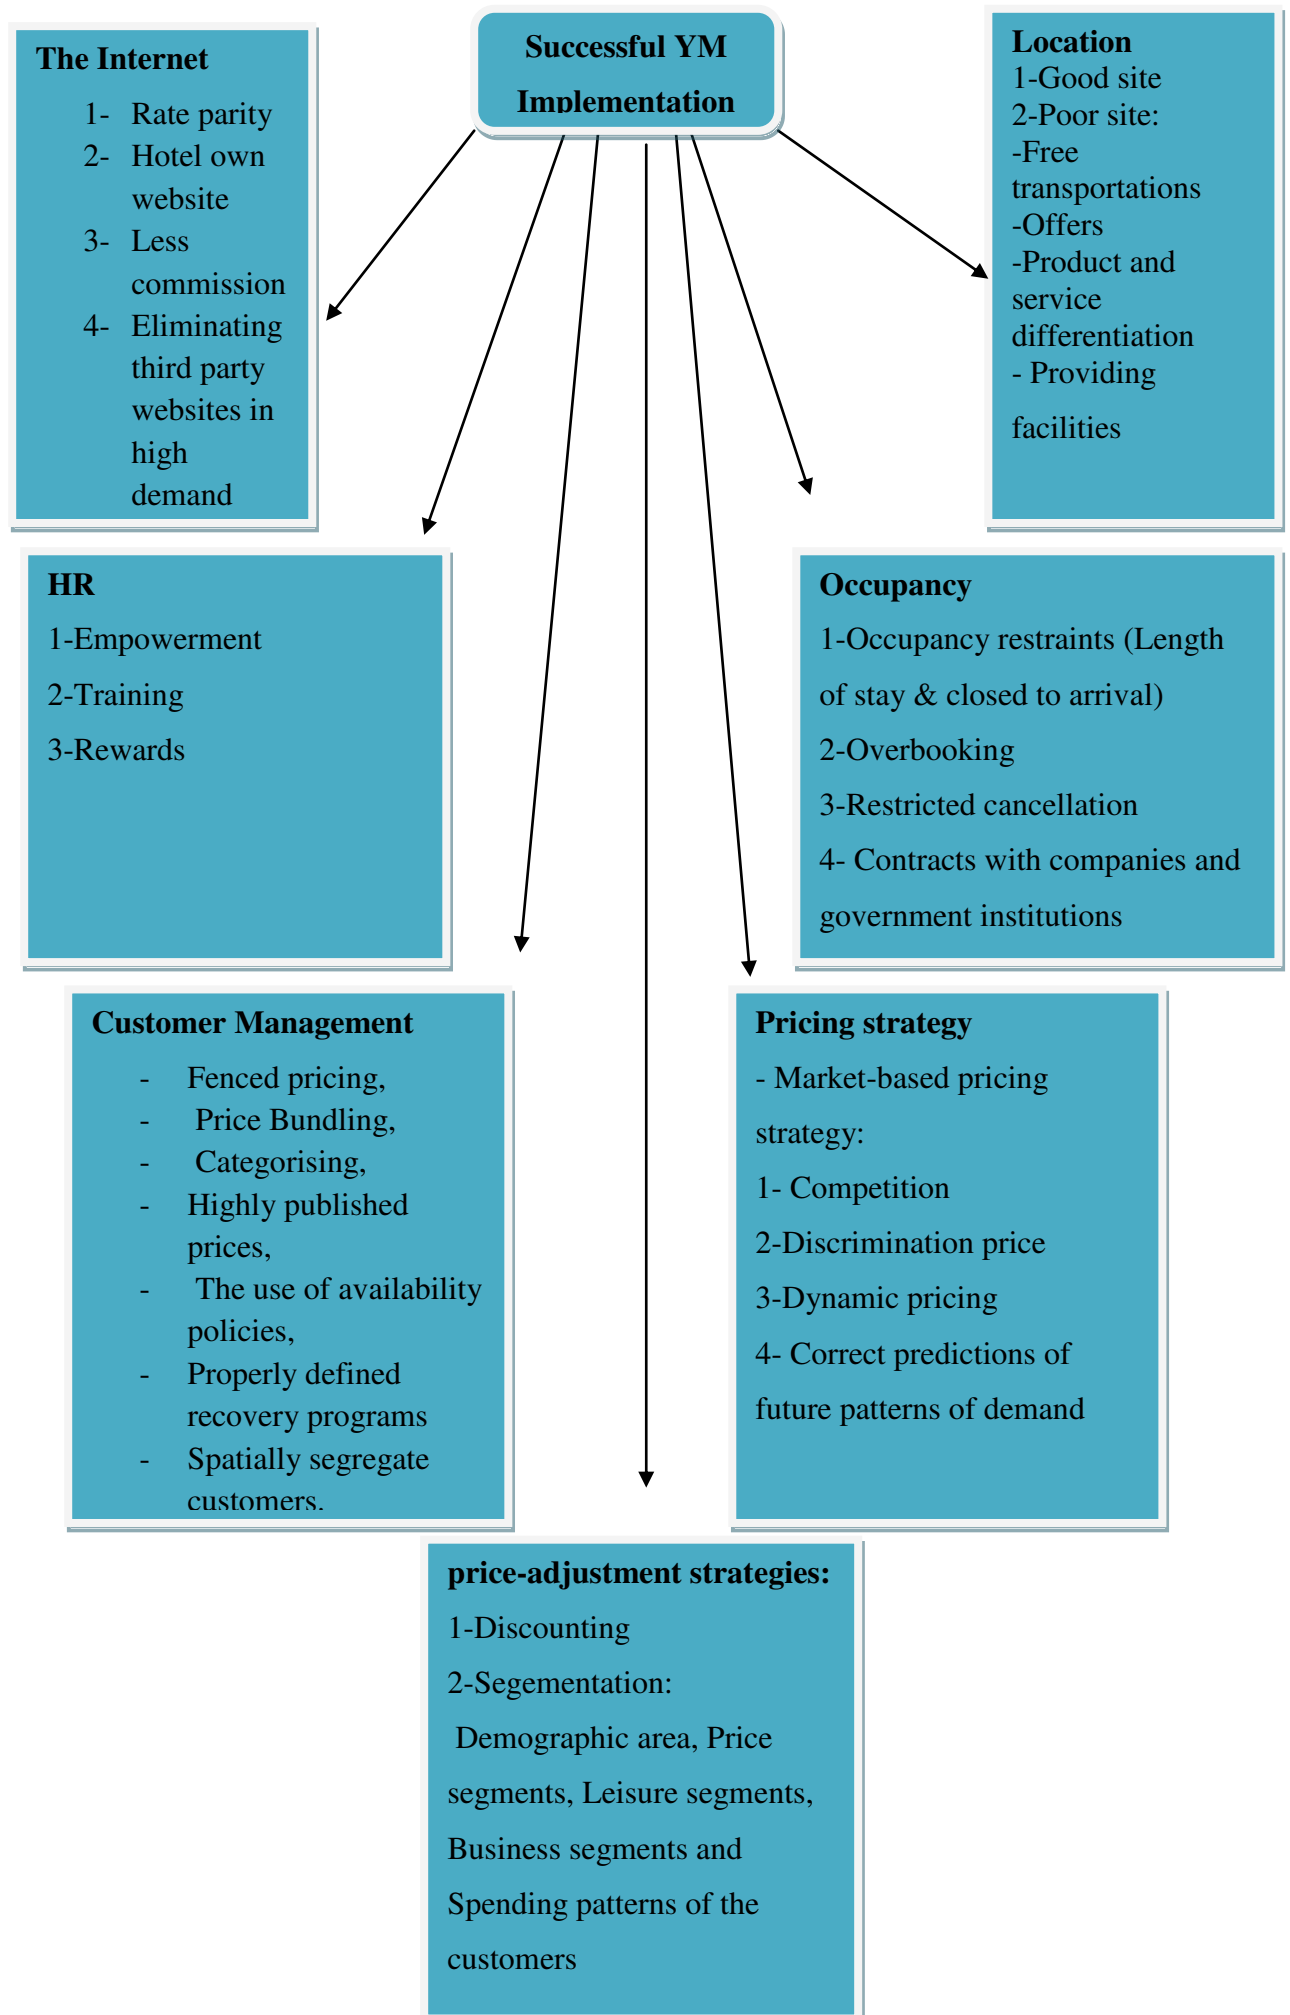 Successful YM
Implementation
The Internet
1- Rate parity
2- Hotel own
website
3- Less
commission
4- Eliminating
third party
websites in
high
demand
Location
1-Good site
2-Poor site:
-Free
transportations
-Offers
-Product and
service
differentiation
- Providing
facilities
HR
1-Empowerment
2-Training
3-Rewards
Occupancy
1-Occupancy restraints (Length
of stay & closed to arrival)
2-Overbooking
3-Restricted cancellation
4- Contracts with companies and
government institutions
Customer Management
- Fenced pricing,
- Price Bundling,
- Categorising,
- Highly published
prices,
- The use of availability
policies,
- Properly defined
recovery programs
- Spatially segregate
customers.
Pricing strategy
- Market-based pricing
strategy:
1- Competition
2-Discrimination price
3-Dynamic pricing
4- Correct predictions of
future patterns of demand
price-adjustment strategies:
1-Discounting
2-Segementation:
Demographic area, Price
segments, Leisure segments,
Business segments and
Spending patterns of the
customers